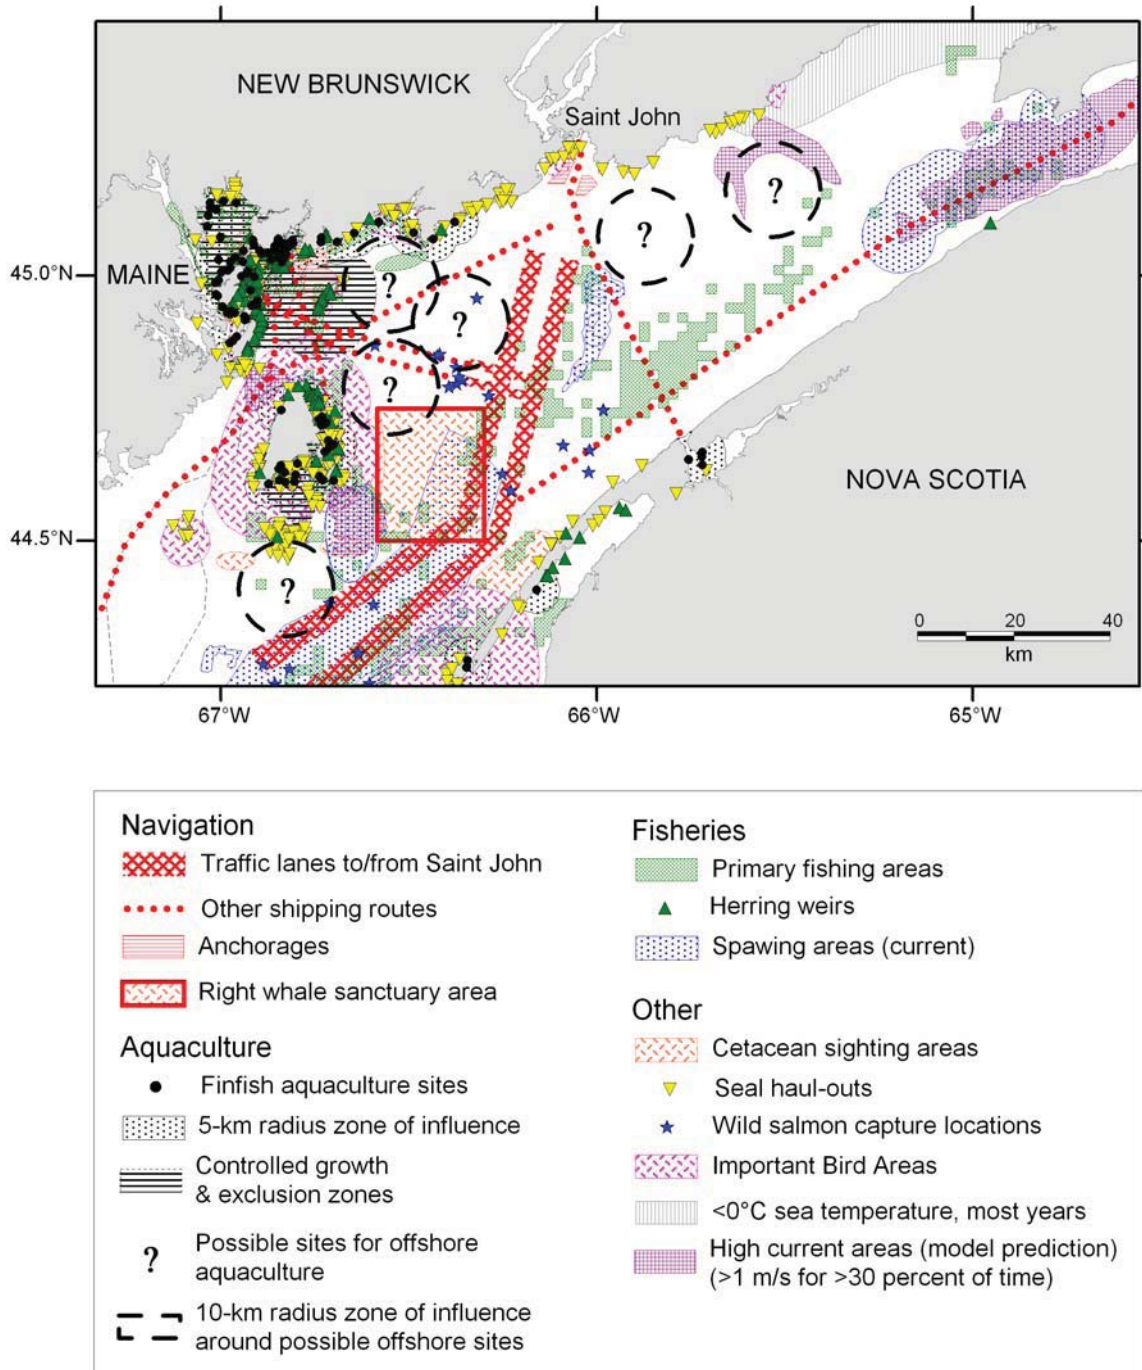 NEW BRUNSWICK
Saint John
?
?
45.0°N
MAINE
?
?
?
NOVA SCOTIA
44.5°N
?
0 20 40
km
67°W 66°W 65°W
Navigation
Traffic lanes to/from Saint John
Other shipping routes
Anchorages
Right whale sanctuary area
Aquaculture
Finfish aquaculture sites
5-km radius zone of influence
Controlled growth
& exclusion zones
? Possible sites for offshore
aquaculture
10-km radius zone of influence
around possible offshore sites
Fisheries
Primary fishing areas
Herring weirs
Spawing areas (current)
Other
Cetacean sighting areas
Seal haul-outs
Wild salmon capture locations
Important Bird Areas
<0°C sea temperature, most years
High current areas (model prediction)
(>1 m/s for >30 percent of time)